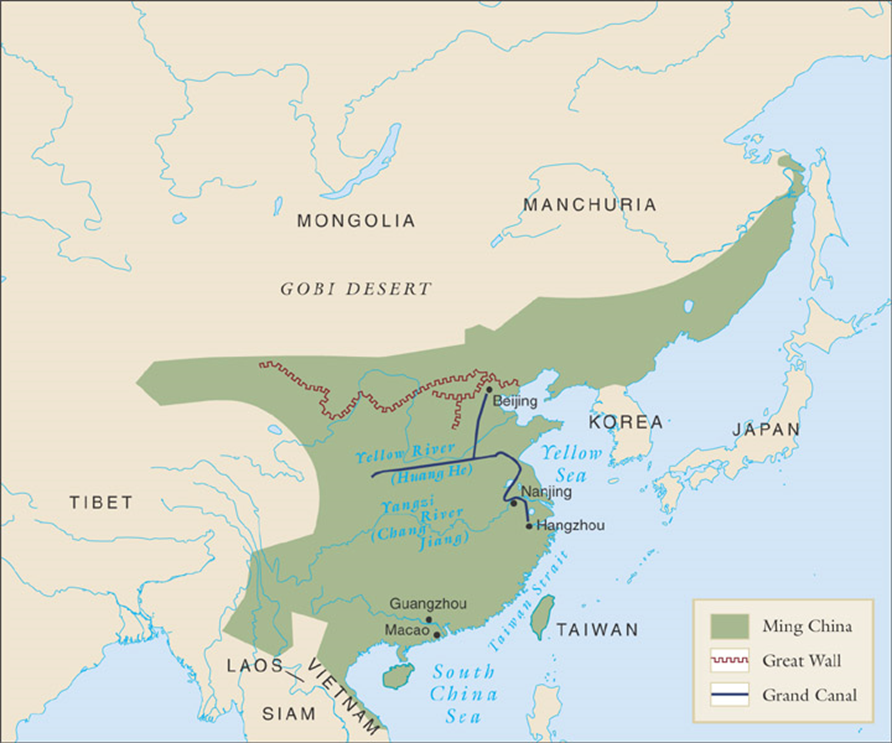 MONGOLIA
MANCHURIA
GOBI DESERT
Beijing
KOREA
JAPAN
Yellow River
(Huang He)
Yellow
Sea
TIBET
Nanjing
Yangzi
River
(Chang
Jiang)
Hangzhou
Taiwan Strait
Guangzhou
Macao
TAIWAN
LAOS
VIETNAM
SIAM
South
China
Sea
Ming China
Great Wall
Grand Canal